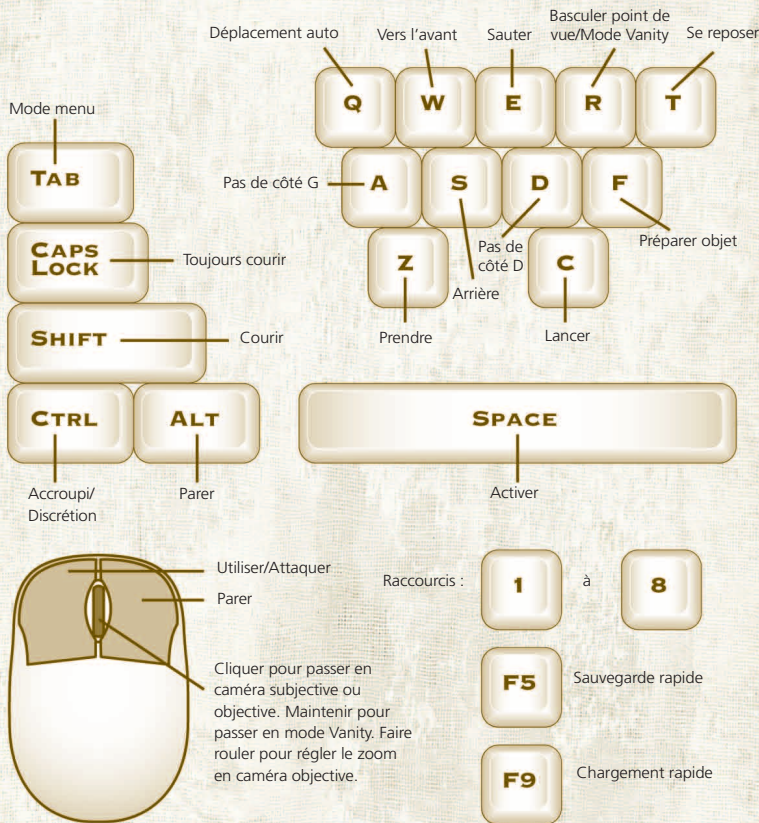 Basculer point de
Déplacement auto
Vers l'avant
Sauter
vue/Mode Vanity
Se reposer
Q
W
E
R
T
Mode menu
TAB
Pas de côté G
A
S
D
F
CAPS
LOCK
Toujours courir
Pas de
côté D
Préparer objet
Z
C
Arrière
SHIFT
Courir
Prendre
Lancer
CTRL
ALT
SPACE
Accroupi/
Discrétion
Parer
Activer
Utiliser/Attaquer
Parer
Raccourcis :
1
à
8
Cliquer pour passer en
caméra subjective ou
objective. Maintenir pour
passer en mode Vanity. Faire
rouler pour régler le zoom
en caméra objective.
F5
Sauvegarde rapide
F9
Chargement rapide